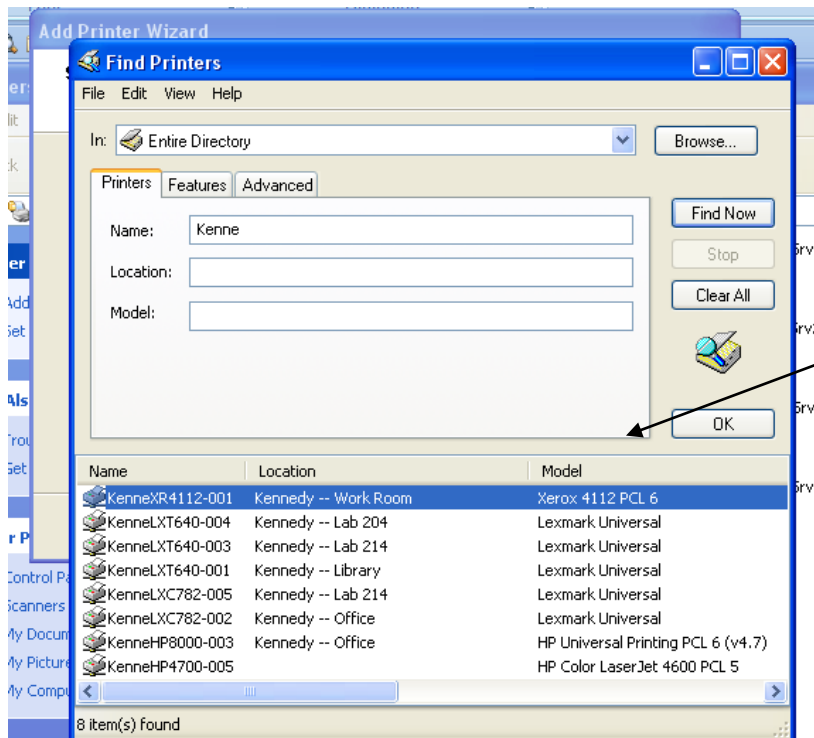 Add Printer Wizard
Find Printers
File Edit View Help
In: Entire Directory Browse...
Printers Features Advanced
Name: Kenne
Location:
Model:
Find Now
Stop
Clear All
OK
Name Location Model
KenneXR4112-001 Kennedy -- Work Room Xerox 4112 PCL 6
KenneLXT640-004 Kennedy -- Lab 204 Lexmark Universal
KenneLXT640-003 Kennedy -- Lab 214 Lexmark Universal
KenneLXT640-001 Kennedy -- Library Lexmark Universal
KenneLXC782-005 Kennedy -- Lab 214 Lexmark Universal
KenneLXC782-002 Kennedy -- Office Lexmark Universal
KenneHP8000-003 Kennedy -- Office HP Universal Printing PCL 6 (v4.7)
KenneHP4700-005 HP Color LaserJet 4600 PCL 5
8 item(s) found
Add
Get
Als
Get
r P
Control Pa
Scanners
My Docum
My Picture
My Compu